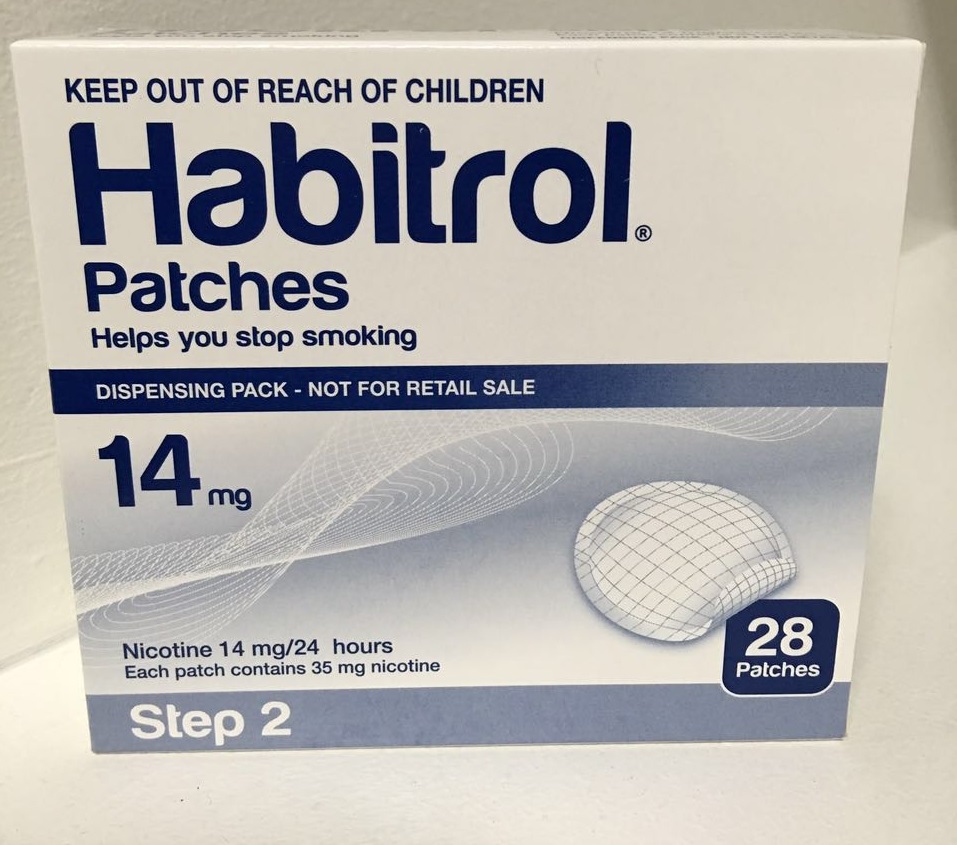 KEEP OUT OF REACH OF CHILDREN
Habitrol®
Patches
Helps you stop smoking
DISPENSING PACK - NOT FOR RETAIL SALE
14 mg
Nicotine 14 mg/24 hours
Each patch contains 35 mg nicotine
28
Patches
Step 2